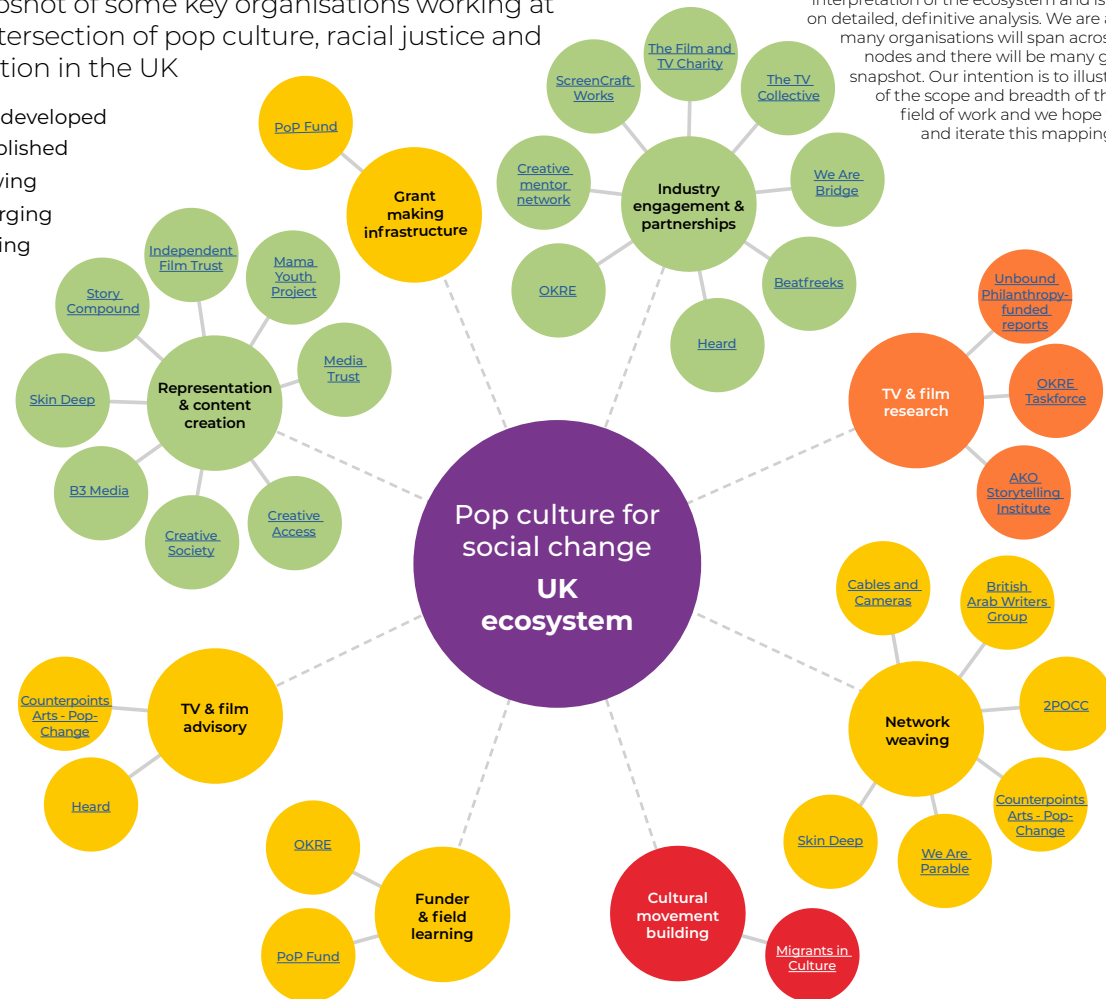 pshot of some key organisations working at
tersection of pop culture, racial justice and
tion in the UK
developed
olished
wing
rging
ing
interpretation of the ecosystem and is
on detailed, definitive analysis. We are a
many organisations will span across
nodes and there will be many g
snapshot. Our intention is to illust
of the scope and breadth of th
field of work and we hope
and iterate this mapping
PoP Fund
Grant
making
infrastructure
ScreenCraft
Works
The Film and
TV Charity
The TV
Collective
Creative
mentor
network
We Are
Bridge
Industry
engagement &
partnerships
OKRE
Beatfreeks
Heard
Independent
Film Trust
Mama
Youth
Project
Story
Compound
Media
Trust
Skin Deep
Representation
& content
creation
B3 Media
Creative
Society
Creative
Access
Unbound
Philanthropy-
funded
reports
TV & film
research
OKRE
Taskforce
AKO
Storytelling
Institute
Pop culture for
social change
UK
ecosystem
Cables and
Cameras
British
Arab Writers
Group
2POCC
Network
weaving
Counterpoints
Arts - Pop-
Change
Skin Deep
We Are
Parable
Counterpoints
Arts - Pop-
Change
TV & film
advisory
Heard
OKRE
Funder
& field
learning
PoP Fund
Cultural
movement
building
Migrants in
Culture